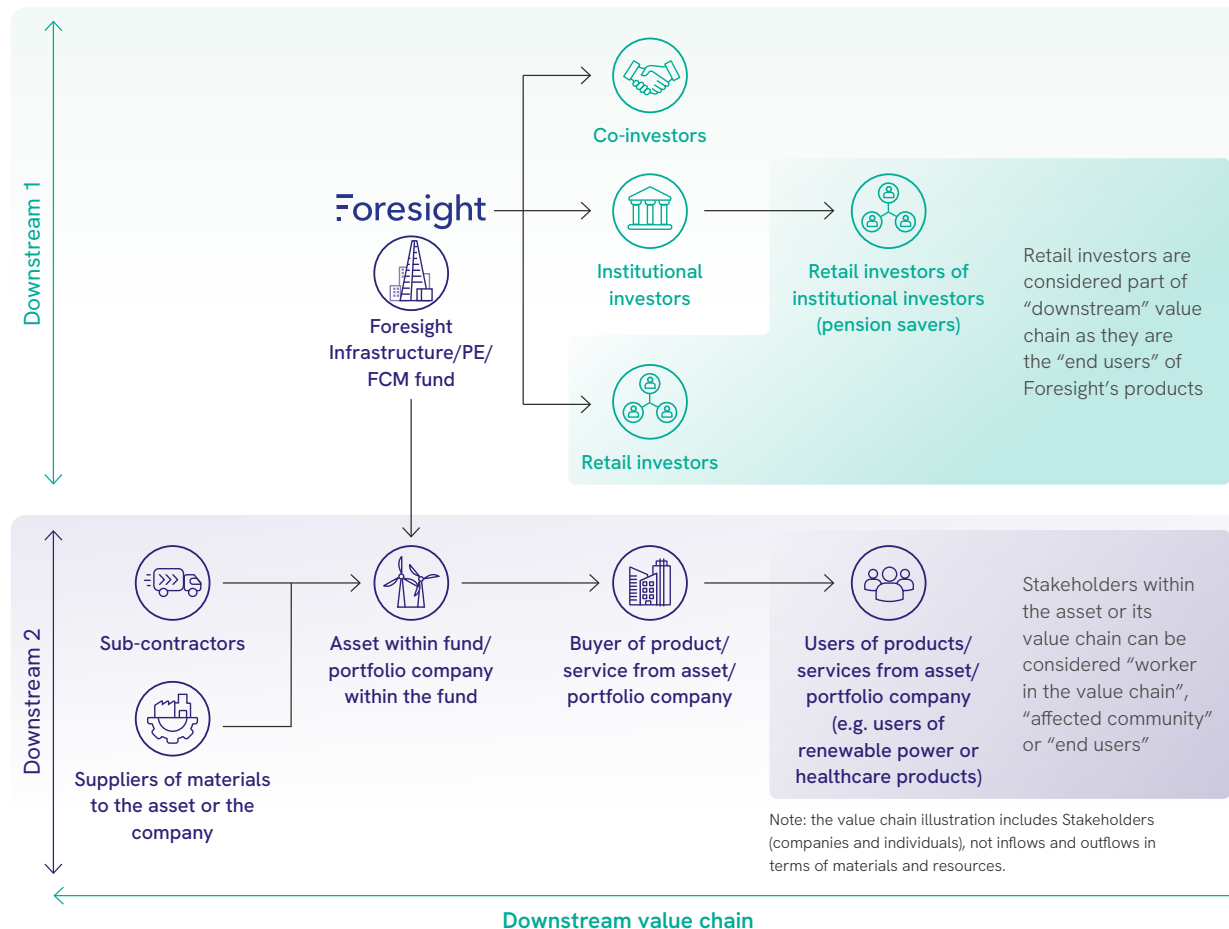 Downstream 1
Co-investors
Foresight
Foresight
Infrastructure/PE/
FCM fund
Institutional
investors
Retail investors of
institutional investors
(pension savers)
Retail investors are
considered part of
“downstream” value
chain as they are
the “end users” of
Foresight’s products
Retail investors
Downstream 2
Sub-contractors
Suppliers of materials
to the asset or the
company
Asset within fund/
portfolio company
within the fund
Buyer of product/
service from asset/
portfolio company
Users of products/
services from asset/
portfolio company
(e.g. users of
renewable power or
healthcare products)
Stakeholders within
the asset or its
value chain can be
considered “worker
in the value chain”,
“affected community”
or “end users”
Note: the value chain illustration includes Stakeholders
(companies and individuals), not inflows and outflows in
terms of materials and resources.
Downstream value chain